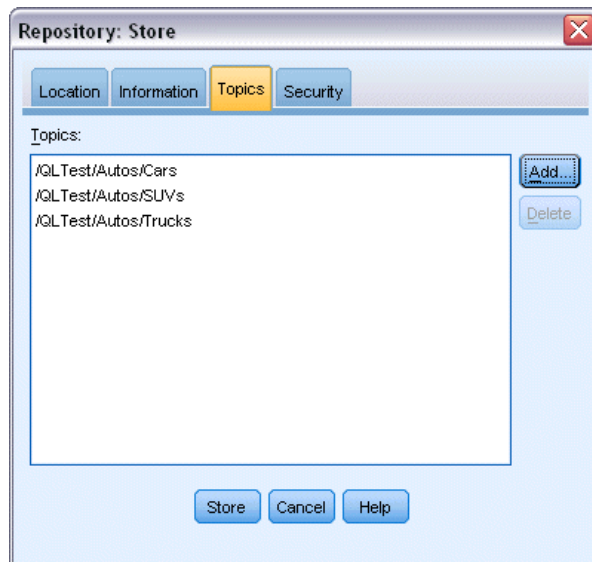 Repository: Store
Location Information Topics Security
Topics:
/QLTest/Autos/Cars
/QLTest/Autos/SUVs
/QLTest/Autos/Trucks
Add...
Delete
Store Cancel Help